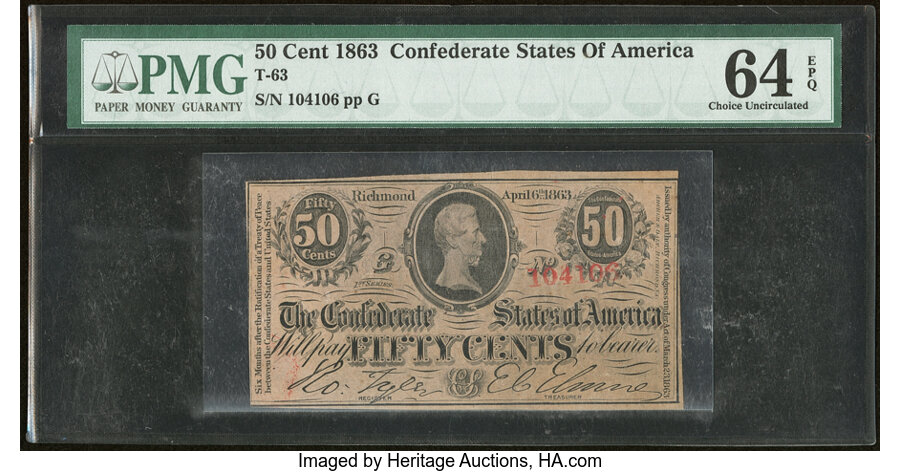 PMG
PAPER MONEY GUARANTY
50 Cent 1863 Confederate States Of America
T-63
S/N 104106 pp G
64 EPQ
Choice Uncirculated
Six Months after the Ratification of a Treaty of Peace
between the Confederate States and United States
Fifty
50
Cents
Richmond
April 6th 1863
50
G
1st SERIES
No
104106
The Confederate States of America
Will pay FIFTY CENTS to bearer.
Ro. Tyler
REGISTER
E C Elmore
TREASURER
Issued by authority of Congress under Act of March 23 1863
Imaged by Heritage Auctions, HA.com